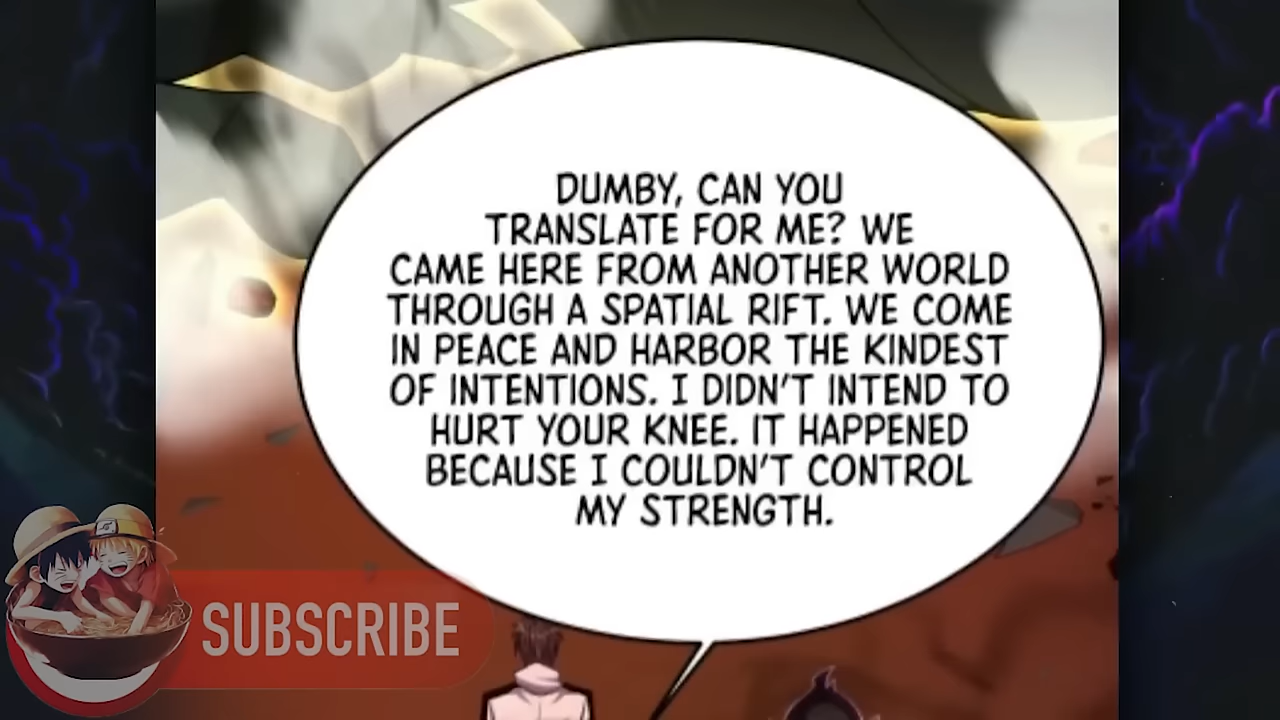 DUMBY, CAN YOU
TRANSLATE FOR ME? WE
CAME HERE FROM ANOTHER WORLD
THROUGH A SPATIAL RIFT. WE COME
IN PEACE AND HARBOR THE KINDEST
OF INTENTIONS. I DIDN'T INTEND TO
HURT YOUR KNEE. IT HAPPENED
BECAUSE I COULDN'T CONTROL
MY STRENGTH.
SUBSCRIBE